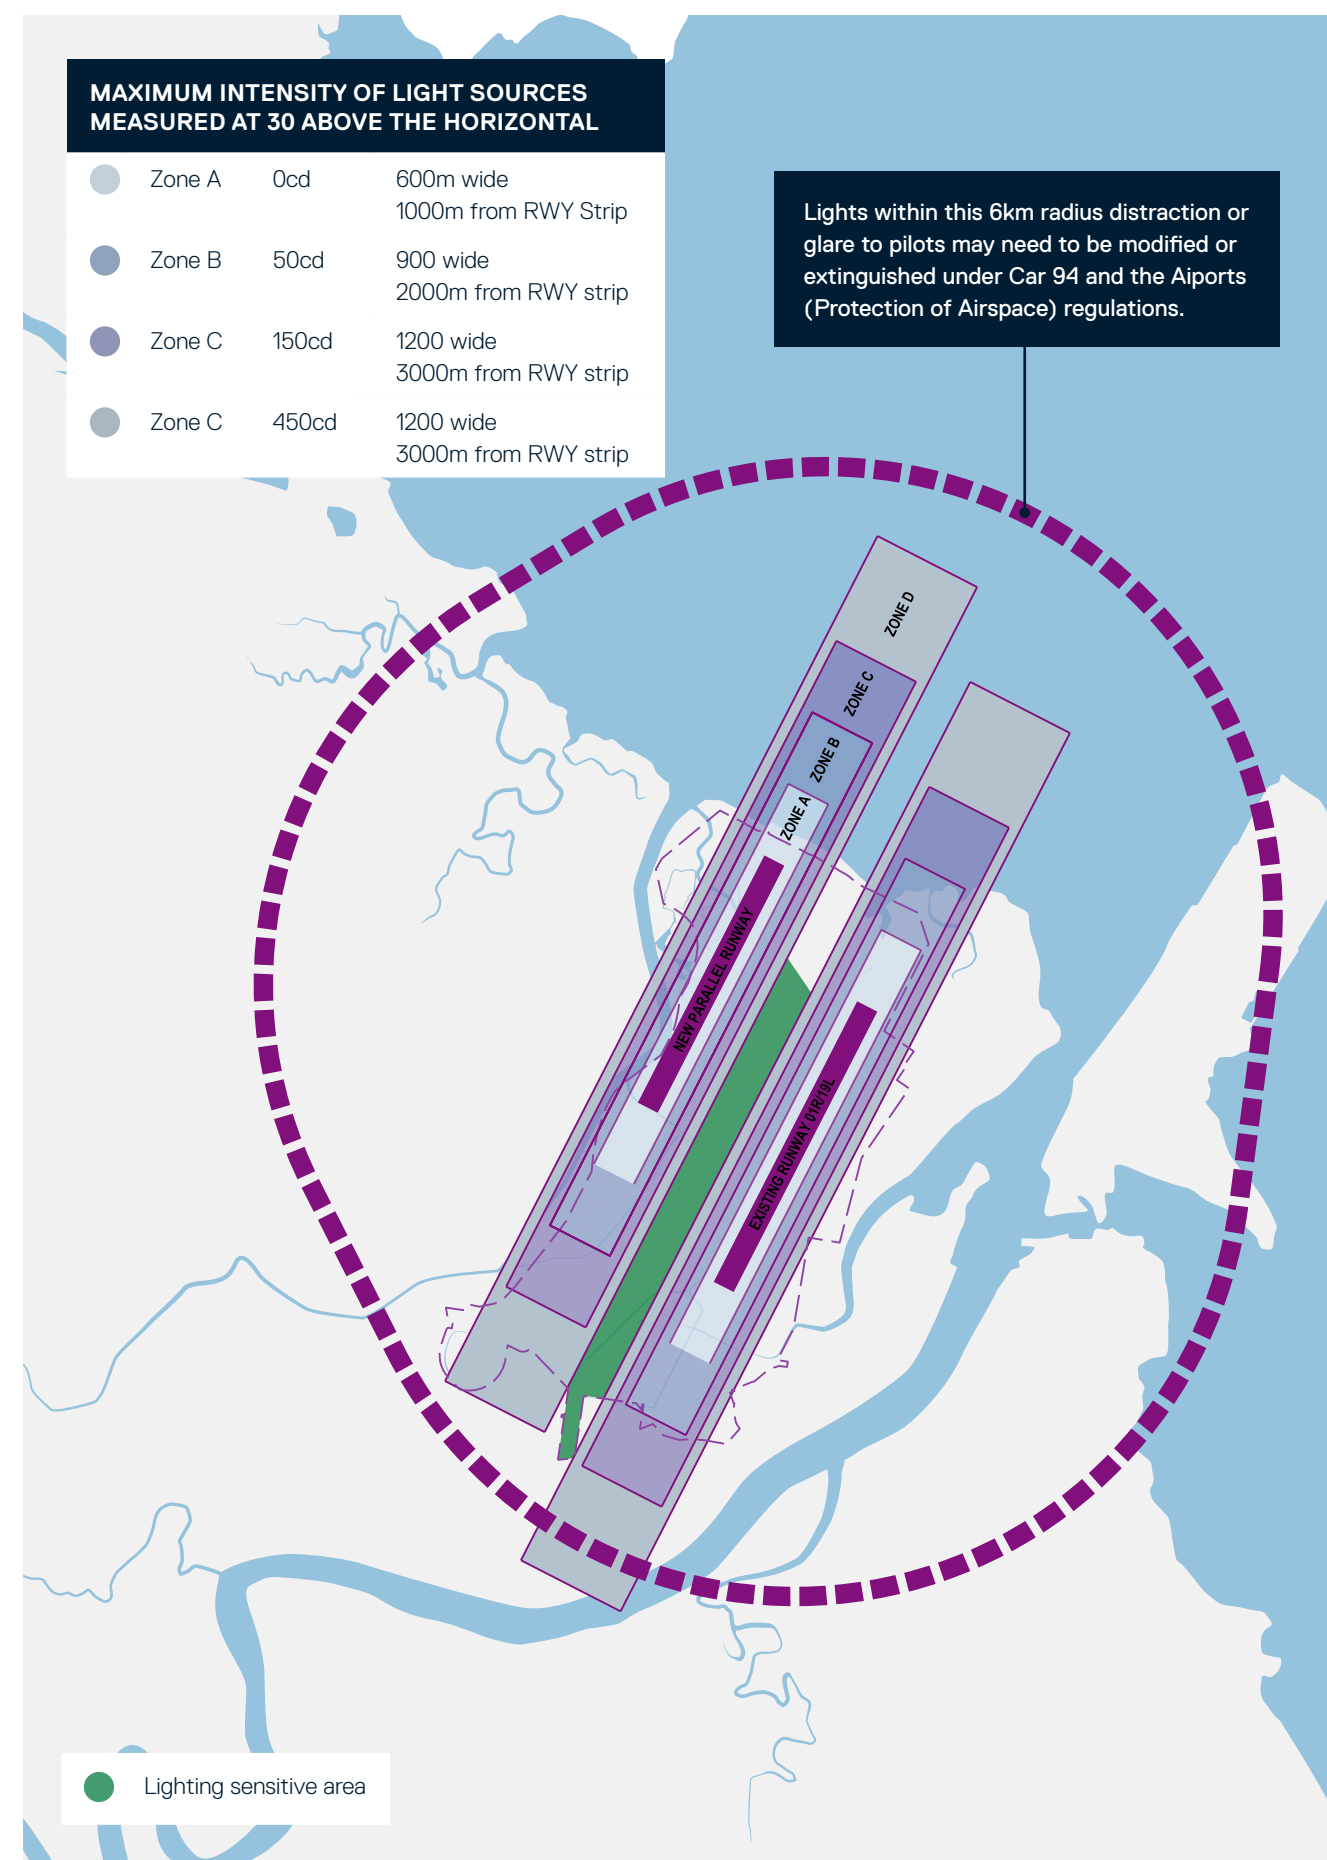 MAXIMUM INTENSITY OF LIGHT SOURCES
MEASURED AT 30 ABOVE THE HORIZONTAL
Zone A 0cd 600m wide
1000m from RWY Strip
Zone B 50cd 900 wide
2000m from RWY strip
Zone C 150cd 1200 wide
3000m from RWY strip
Zone C 450cd 1200 wide
3000m from RWY strip
Lights within this 6km radius distraction or
glare to pilots may need to be modified or
extinguished under Car 94 and the Aiports
(Protection of Airspace) regulations.
ZONE D
ZONE C
ZONE B
ZONE A
NEW PARALLEL RUNWAY
EXISTING RUNWAY 01R/19L
Lighting sensitive area